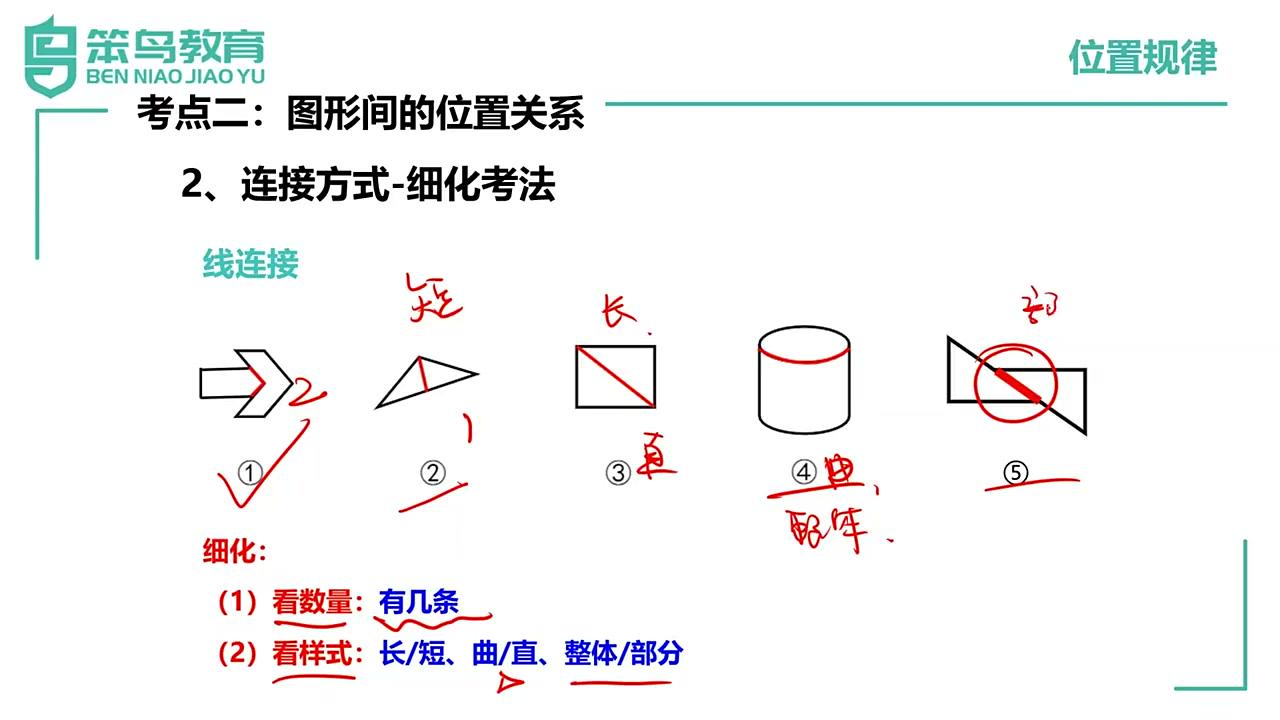 笨鸟教育
BEN NIAO JIAO YU
位置规律
考点二：图形间的位置关系
2、连接方式-细化考法
线连接
短
长
部
2
1
① ② ③ 直 ④ 曲 ⑤
细化：
（1）看数量：有几条
（2）看样式：长/短、曲/直、整体/部分